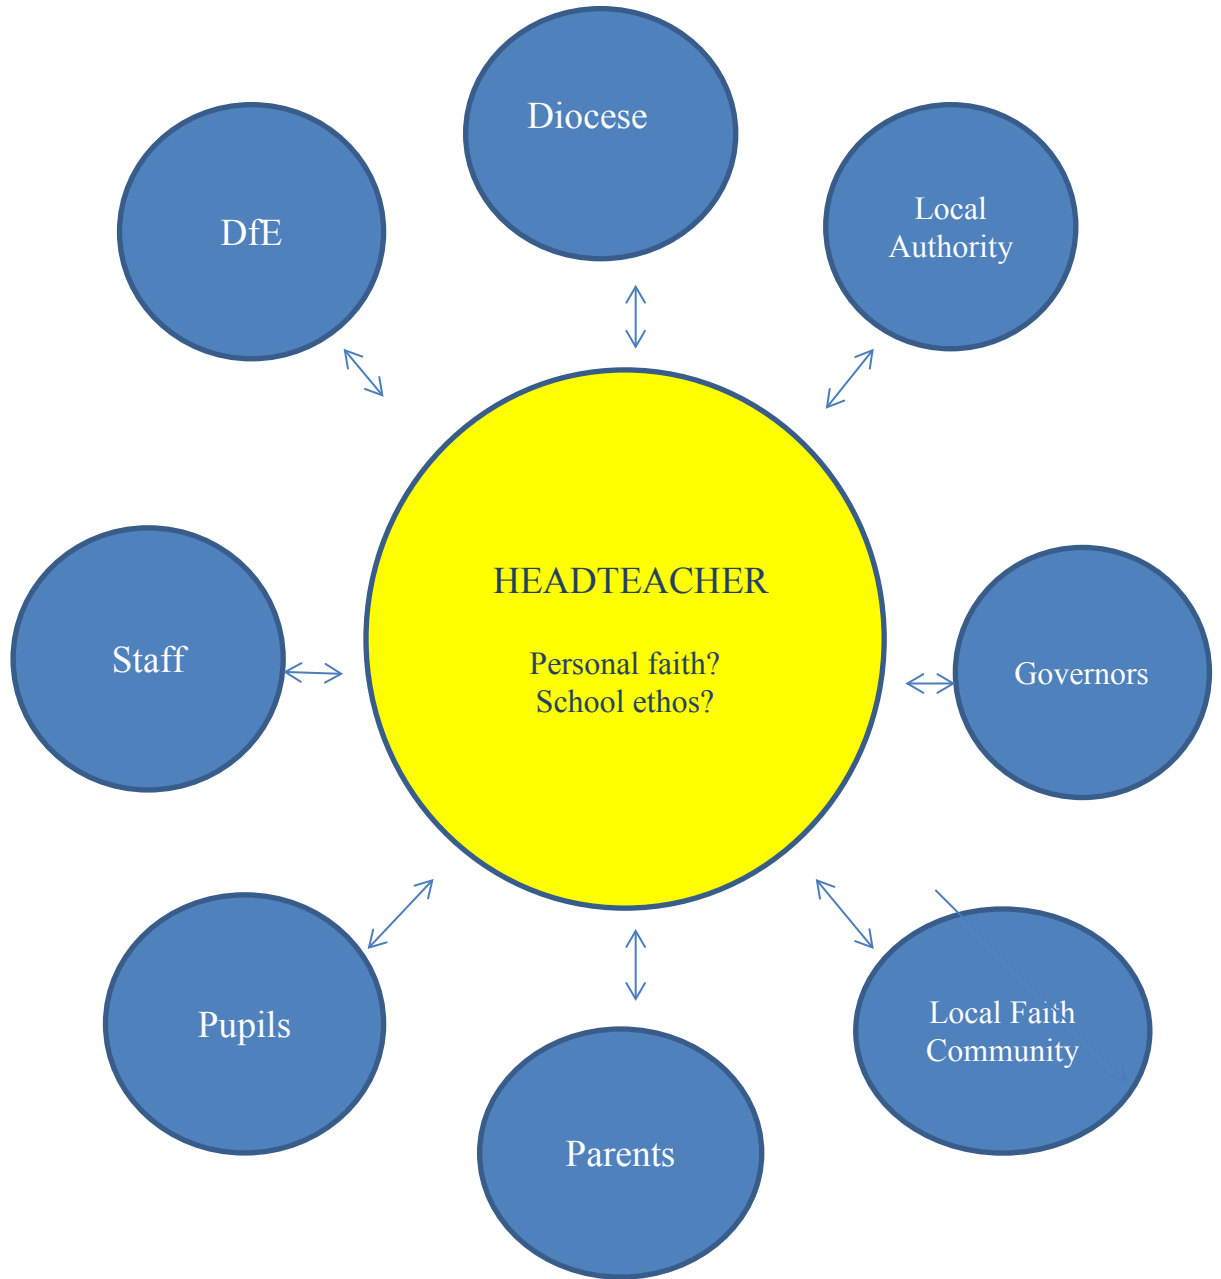 Diocese
DfE
Local
Authority
HEADTEACHER
Personal faith?
School ethos?
Staff
Governors
Pupils
Local Faith
Community
Parents